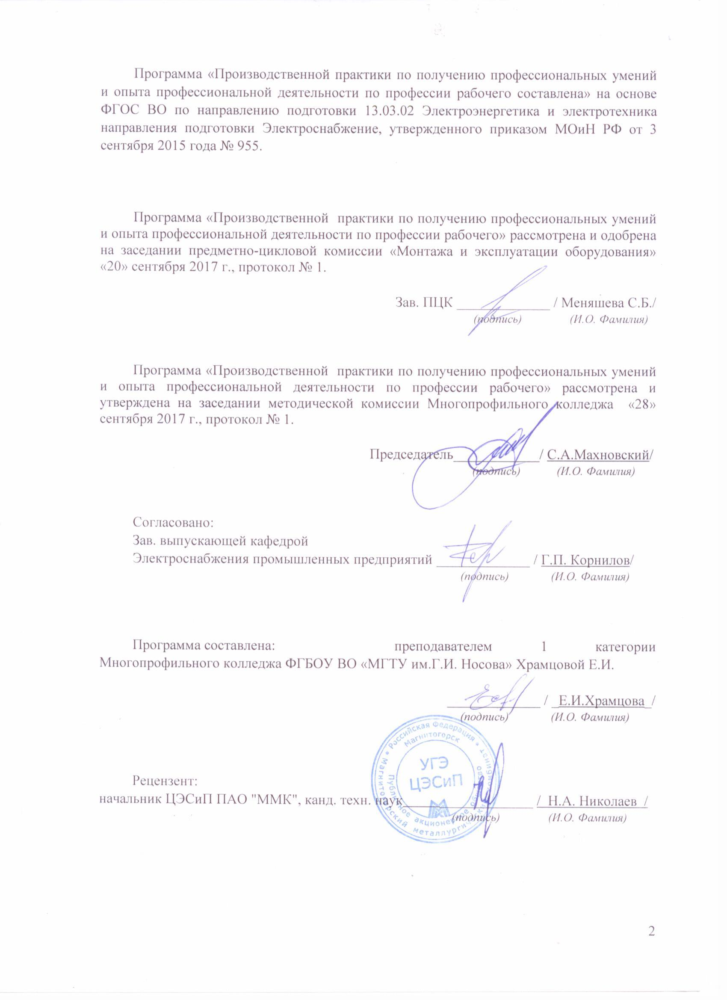 Программа «Производственной практики по получению профессиональных умений
и опыта профессиональной деятельности по профессии рабочего составлена» на основе
ФГОС ВО по направлению подготовки 13.03.02 Электроэнергетика и электротехника
направления подготовки Электроснабжение, утвержденного приказом МОиН РФ от 3
сентября 2015 года № 955.
Программа «Производственной практики по получению профессиональных умений
и опыта профессиональной деятельности по профессии рабочего» рассмотрена и одобрена
на заседании предметно-цикловой комиссии «Монтажа и эксплуатации оборудования»
«20» сентября 2017 г., протокол № 1.
Зав. ПЦК _____________ / Меняшева С.Б./
(подпись) (И.О. Фамилия)
Программа «Производственной практики по получению профессиональных умений
и опыта профессиональной деятельности по профессии рабочего» рассмотрена и
утверждена на заседании методической комиссии Многопрофильного колледжа «28»
сентября 2017 г., протокол № 1.
Председатель____________/ С.А.Махновский/
(подпись) (И.О. Фамилия)
Согласовано:
Зав. выпускающей кафедрой
Электроснабжения промышленных предприятий _____________ / Г.П. Корнилов/
(подпись) (И.О. Фамилия)
Программа составлена: преподавателем 1 категории
Многопрофильного колледжа ФГБОУ ВО «МГТУ им.Г.И. Носова» Храмцовой Е.И.
_____________ / _Е.И.Храмцова_/
(подпись) (И.О. Фамилия)
Российская Федерация * Магнитогорский металлургический комбинат *
Магнитогорск
Публичное акционерное общество
УГЭ
ЦЭСиП
Рецензент:
начальник ЦЭСиП ПАО "ММК", канд. техн. наук__________________ / Н.А. Николаев /
(подпись) (И.О. Фамилия)
2